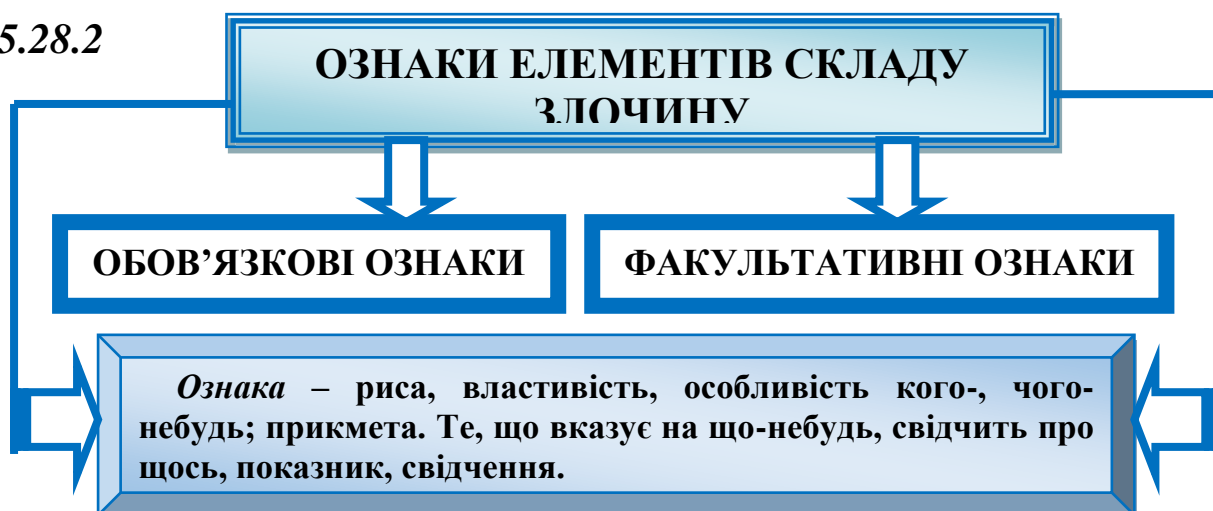 5.28.2
ОЗНАКИ ЕЛЕМЕНТІВ СКЛАДУ
ЗЛОЧИНУ
ОБОВ’ЯЗКОВІ ОЗНАКИ
ФАКУЛЬТАТИВНІ ОЗНАКИ
Ознака – риса, властивість, особливість кого-, чого-
небудь; прикмета. Те, що вказує на що-небудь, свідчить про
щось, показник, свідчення.